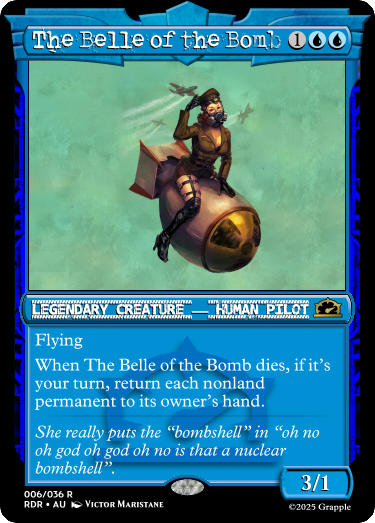 The Belle of the Bomb 1
LEGENDARY CREATURE — HUMAN PILOT
Flying
When The Belle of the Bomb dies, if it's
your turn, return each nonland
permanent to its owner's hand.
She really puts the “bombshell” in “oh no
oh god oh god oh no is that a nuclear
bombshell”.
3/1
006/036 R
RDR • AU Victor Maristane
©2025 Grapple